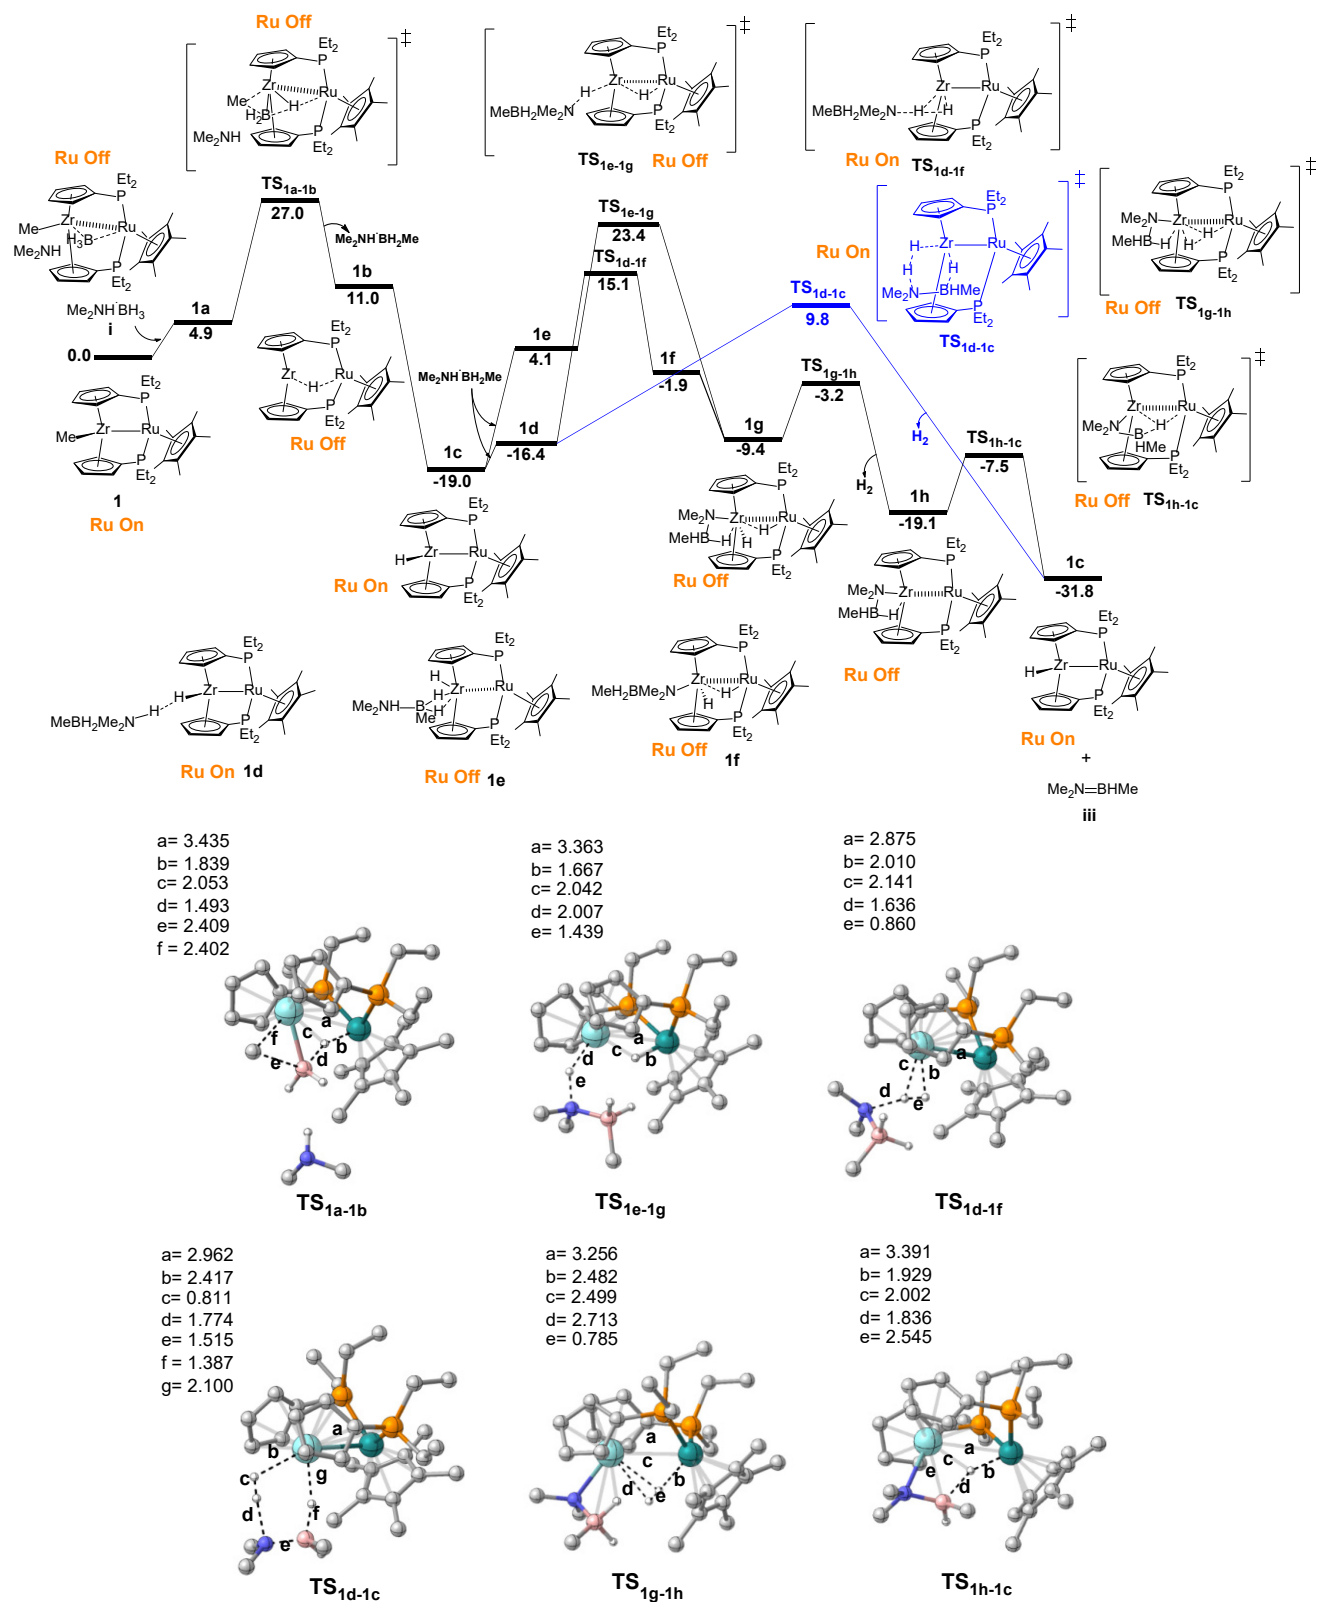 Ru Off
Et₂
P
Zr
Ru
Me
H
H₂B
P
Et₂
Me₂NH
‡
TS₁ₐ₋₁b
27.0
Et₂
P
Zr
Ru
H
H
MeBH₂Me₂N
P
Et₂
‡
TS₁ₑ₋₁g
Ru Off
Et₂
P
Zr
Ru
MeBH₂Me₂N
H
H
P
Et₂
‡
Ru On
TS₁d₋₁f
Ru Off
Et₂
P
Zr
Ru
Me
H₃B
Me₂NH
P
Et₂
Me₂NH·BH₃
i
0.0
1a
4.9
Me₂NH·BH₂Me
1b
11.0
TS₁ₑ₋₁g
23.4
TS₁d₋₁f
15.1
Ru On
Et₂
P
Zr
Ru
H
H
H
Me₂N
BHMe
P
Et₂
‡
TS₁d₋₁c
TS₁d₋₁c
9.8
Et₂
P
Me₂N
Zr
Ru
MeHB
H
H
H
P
Et₂
‡
Ru Off
TS₁g₋₁h
Et₂
P
Zr
Ru
Me
P
Et₂
1
Ru On
Et₂
P
Zr
Ru
H
P
Et₂
Ru Off
Me₂NH·BH₂Me
1e
4.1
1f
-1.9
1d
-16.4
1c
-19.0
1g
-9.4
TS₁g₋₁h
-3.2
H₂
H₂
1h
-19.1
TS₁h₋₁c
-7.5
1c
-31.8
Et₂
P
Zr
Ru
Me₂N
B
H
HMe
P
Et₂
‡
Ru Off
TS₁h₋₁c
Et₂
P
Zr
Ru
H
P
Et₂
Ru On
Et₂
P
Me₂N
Zr
Ru
MeHB
H
H
H
P
Et₂
Ru Off
Et₂
P
Me₂N
Zr
Ru
MeHB
H
P
Et₂
Ru Off
Et₂
P
Zr
Ru
H
P
Et₂
Ru On
+
Me₂N=BHMe
iii
Et₂
P
H
Zr
Ru
H
MeBH₂Me₂N
P
Et₂
Ru On 1d
Et₂
P
H
H
Zr
Ru
Me₂NH
B
H
Me
P
Et₂
Ru Off 1e
Et₂
P
Zr
Ru
MeH₂BMe₂N
H
H
P
Et₂
Ru Off
1f
a= 3.435
b= 1.839
c= 2.053
d= 1.493
e= 2.409
f = 2.402
a
b
c
d
e
f
TS₁ₐ₋₁b
a= 3.363
b= 1.667
c= 2.042
d= 2.007
e= 1.439
a
b
c
d
e
TS₁ₑ₋₁g
a= 2.875
b= 2.010
c= 2.141
d= 1.636
e= 0.860
a
b
c
d
e
TS₁d₋₁f
a= 2.962
b= 2.417
c= 0.811
d= 1.774
e= 1.515
f = 1.387
g= 2.100
a
b
c
d
e
f
g
TS₁d₋₁c
a= 3.256
b= 2.482
c= 2.499
d= 2.713
e= 0.785
a
b
c
d
e
TS₁g₋₁h
a= 3.391
b= 1.929
c= 2.002
d= 1.836
e= 2.545
a
b
c
d
e
TS₁h₋₁c